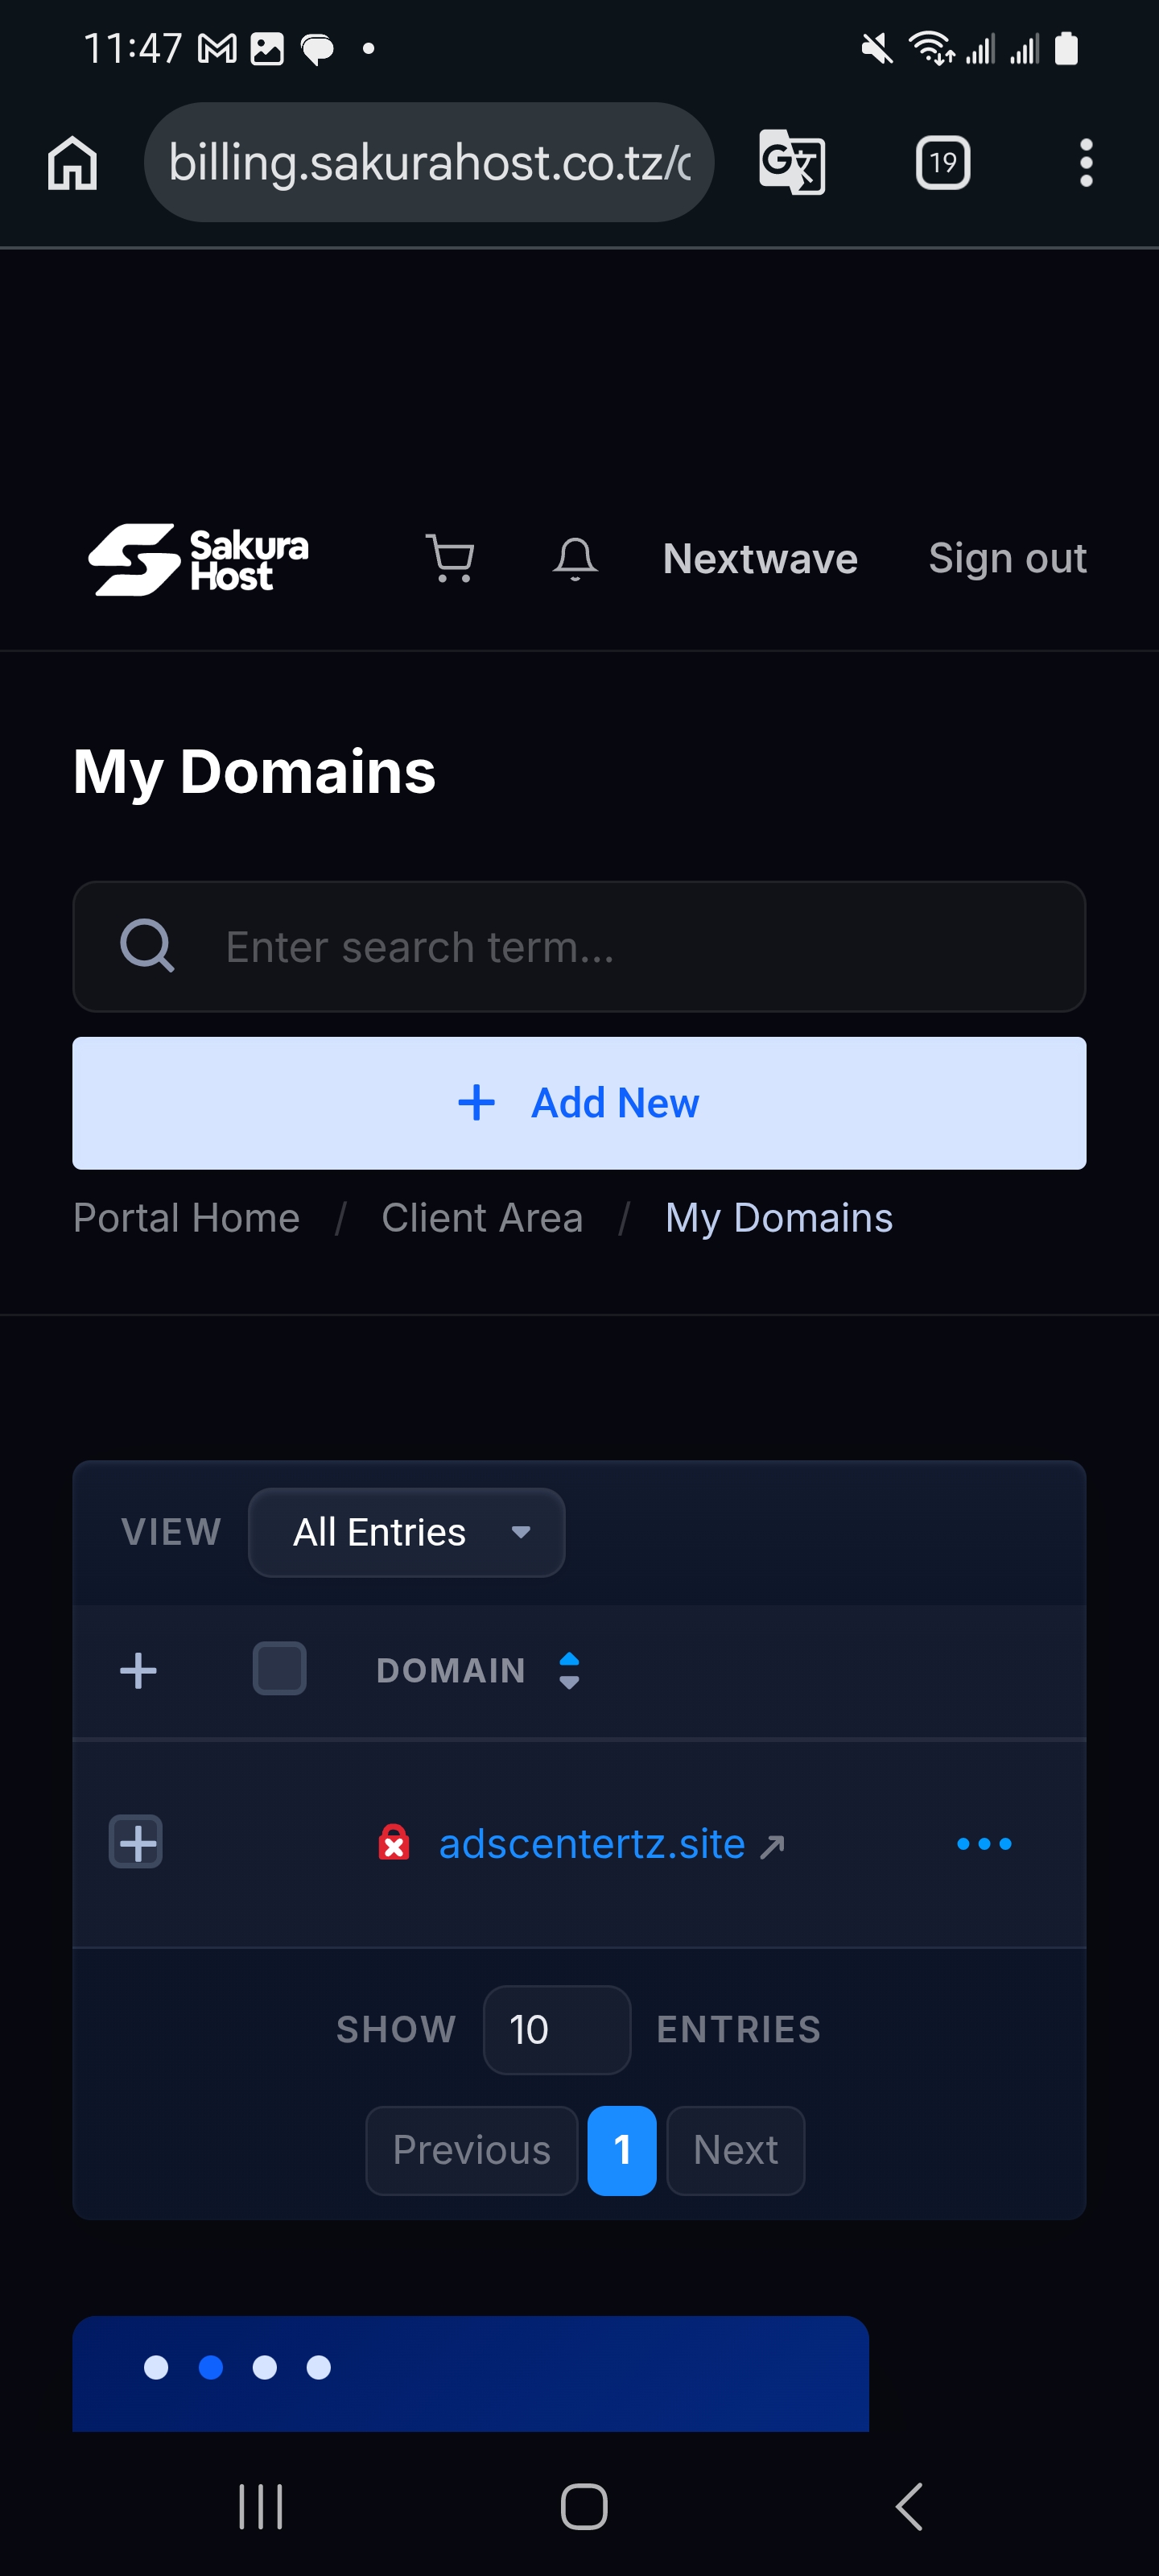 11:47
billing.sakurahost.co.tz/c
19
Sakura
Host
Nextwave
Sign out
My Domains
Enter search term...
Add New
Portal Home / Client Area / My Domains
VIEW All Entries
DOMAIN
adscentertz.site
SHOW 10 ENTRIES
Previous 1 Next